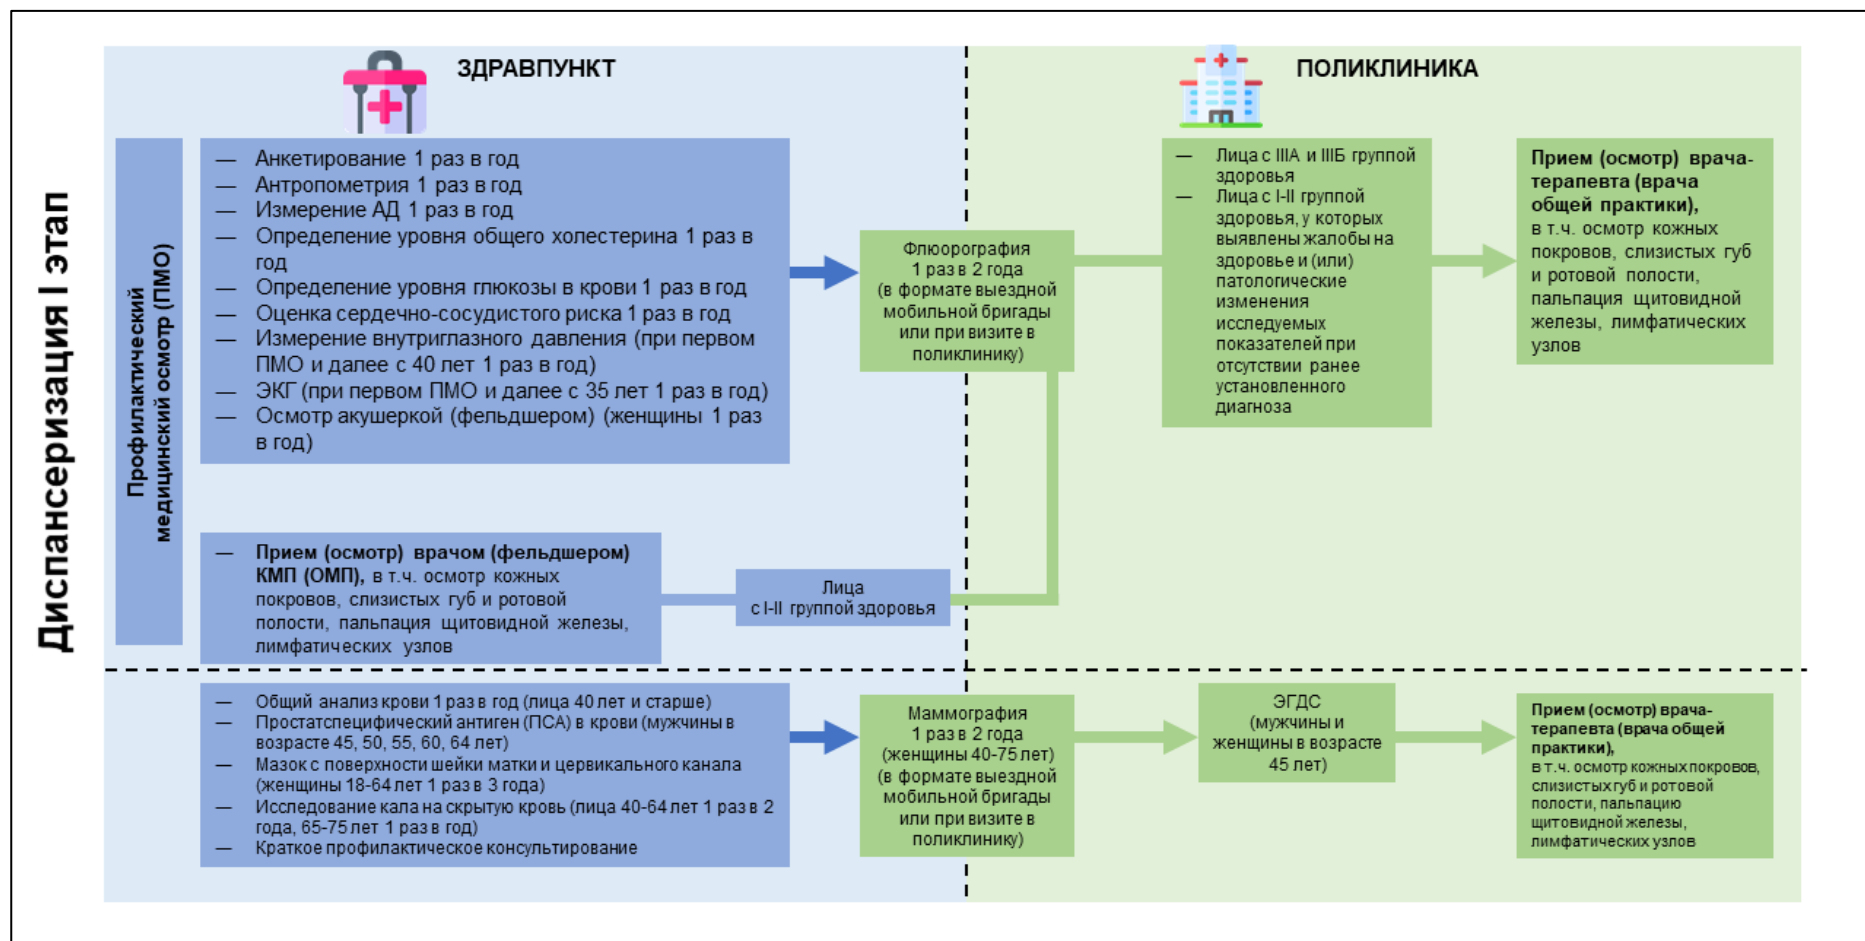 Диспансеризация I этап
ЗДРАВПУНКТ
ПОЛИКЛИНИКА
Профилактический
медицинский осмотр (ПМО)
— Анкетирование 1 раз в год
— Антропометрия 1 раз в год
— Измерение АД 1 раз в год
— Определение уровня общего холестерина 1 раз в
год
— Определение уровня глюкозы в крови 1 раз в год
— Оценка сердечно-сосудистого риска 1 раз в год
— Измерение внутриглазного давления (при первом
ПМО и далее с 40 лет 1 раз в год)
— ЭКГ (при первом ПМО и далее с 35 лет 1 раз в год)
— Осмотр акушеркой (фельдшером) (женщины 1 раз
в год)
Флюорография
1 раз в 2 года
(в формате выездной
мобильной бригады
или при визите в
поликлинику)
— Лица с IIIА и IIIБ группой
здоровья
— Лица с I-II группой
здоровья, у которых
выявлены жалобы на
здоровье и (или)
патологические
изменения
исследуемых
показателей при
отсутствии ранее
установленного
диагноза
Прием (осмотр) врача-
терапевта (врача
общей практики),
в т.ч. осмотр кожных
покровов, слизистых губ
и ротовой полости,
пальпация щитовидной
железы, лимфатических
узлов
— Прием (осмотр) врачом (фельдшером)
КМП (ОМП), в т.ч. осмотр кожных
покровов, слизистых губ и ротовой
полости, пальпация щитовидной железы,
лимфатических узлов
Лица
с I-II группой здоровья
— Общий анализ крови 1 раз в год (лица 40 лет и старше)
— Простатспецифический антиген (ПСА) в крови (мужчины в
возрасте 45, 50, 55, 60, 64 лет)
— Мазок с поверхности шейки матки и цервикального канала
(женщины 18-64 лет 1 раз в 3 года)
— Исследование кала на скрытую кровь (лица 40-64 лет 1 раз в 2
года, 65-75 лет 1 раз в год)
— Краткое профилактическое консультирование
Маммография
1 раз в 2 года
(женщины 40-75 лет)
(в формате выездной
мобильной бригады
или при визите в
поликлинику)
ЭГДС
(мужчины и
женщины в возрасте
45 лет)
Прием (осмотр) врача-
терапевта (врача общей
практики),
в т.ч. осмотр кожных покровов,
слизистых губ и ротовой
полости, пальпацию
щитовидной железы,
лимфатических узлов